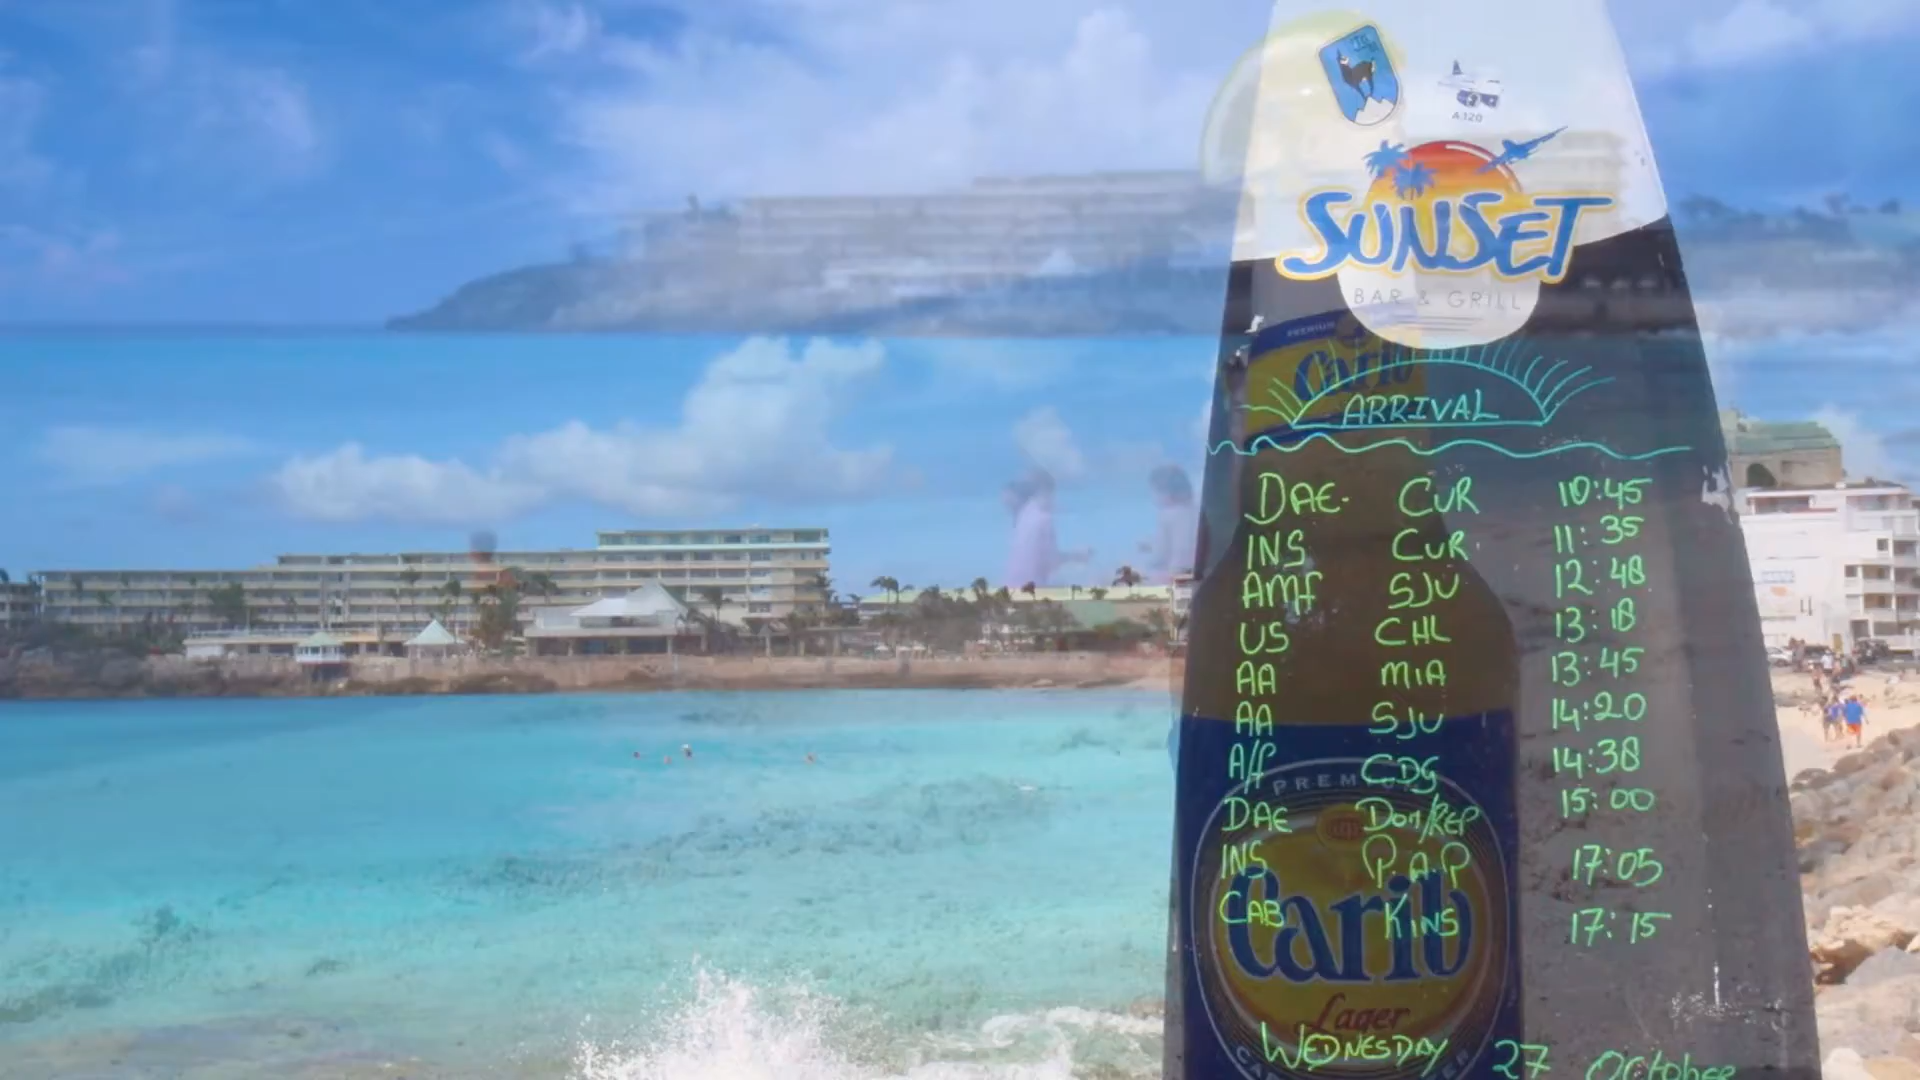 A120
SUNSET
BAR & GRILL
PREMIUM
Carib
ARRIVAL
DAE CUR 10:45
INS CUR 11:35
AMF SJU 12:48
US CHL 13:18
AA MIA 13:45
AA SJU 14:20
A/F CDG 14:38
DAE DOM/REP 15:00
INS P.A.P 17:05
CAB KINS 17:15
Carib
Lager
WEDNESDAY 27 October